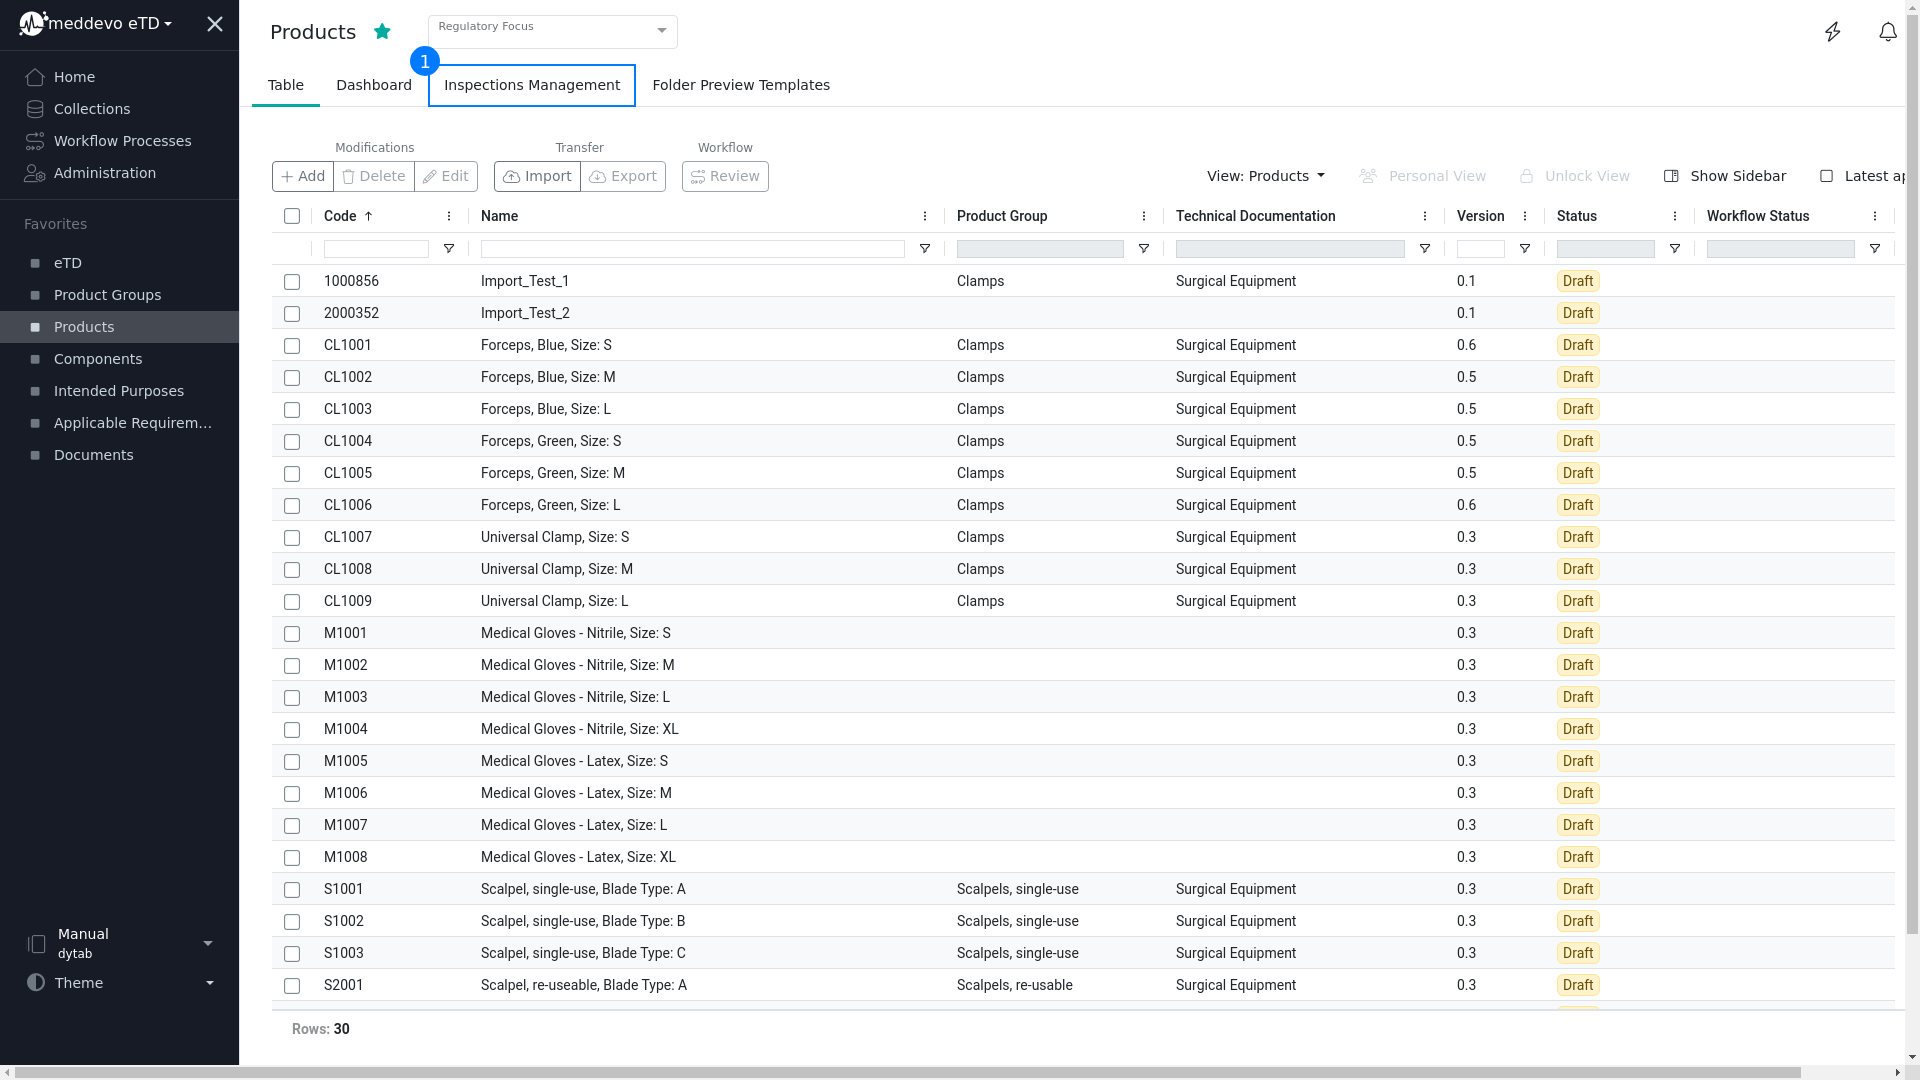 meddevo eTD
Home
Collections
Workflow Processes
Administration
Favorites
eTD
Product Groups
Products
Components
Intended Purposes
Applicable Requirem...
Documents
Manual
dytab
Theme
Products
Regulatory Focus
1
Table Dashboard Inspections Management Folder Preview Templates
Modifications Transfer Workflow
Add Delete Edit Import Export Review View: Products Personal View Unlock View Show Sidebar Latest ap
Code Name Product Group Technical Documentation Version Status Workflow Status
1000856 Import_Test_1 Clamps Surgical Equipment 0.1 Draft
2000352 Import_Test_2 0.1 Draft
CL1001 Forceps, Blue, Size: S Clamps Surgical Equipment 0.6 Draft
CL1002 Forceps, Blue, Size: M Clamps Surgical Equipment 0.5 Draft
CL1003 Forceps, Blue, Size: L Clamps Surgical Equipment 0.5 Draft
CL1004 Forceps, Green, Size: S Clamps Surgical Equipment 0.5 Draft
CL1005 Forceps, Green, Size: M Clamps Surgical Equipment 0.5 Draft
CL1006 Forceps, Green, Size: L Clamps Surgical Equipment 0.6 Draft
CL1007 Universal Clamp, Size: S Clamps Surgical Equipment 0.3 Draft
CL1008 Universal Clamp, Size: M Clamps Surgical Equipment 0.3 Draft
CL1009 Universal Clamp, Size: L Clamps Surgical Equipment 0.3 Draft
M1001 Medical Gloves - Nitrile, Size: S 0.3 Draft
M1002 Medical Gloves - Nitrile, Size: M 0.3 Draft
M1003 Medical Gloves - Nitrile, Size: L 0.3 Draft
M1004 Medical Gloves - Nitrile, Size: XL 0.3 Draft
M1005 Medical Gloves - Latex, Size: S 0.3 Draft
M1006 Medical Gloves - Latex, Size: M 0.3 Draft
M1007 Medical Gloves - Latex, Size: L 0.3 Draft
M1008 Medical Gloves - Latex, Size: XL 0.3 Draft
S1001 Scalpel, single-use, Blade Type: A Scalpels, single-use Surgical Equipment 0.3 Draft
S1002 Scalpel, single-use, Blade Type: B Scalpels, single-use Surgical Equipment 0.3 Draft
S1003 Scalpel, single-use, Blade Type: C Scalpels, single-use Surgical Equipment 0.3 Draft
S2001 Scalpel, re-useable, Blade Type: A Scalpels, re-usable Surgical Equipment 0.3 Draft
Rows: 30